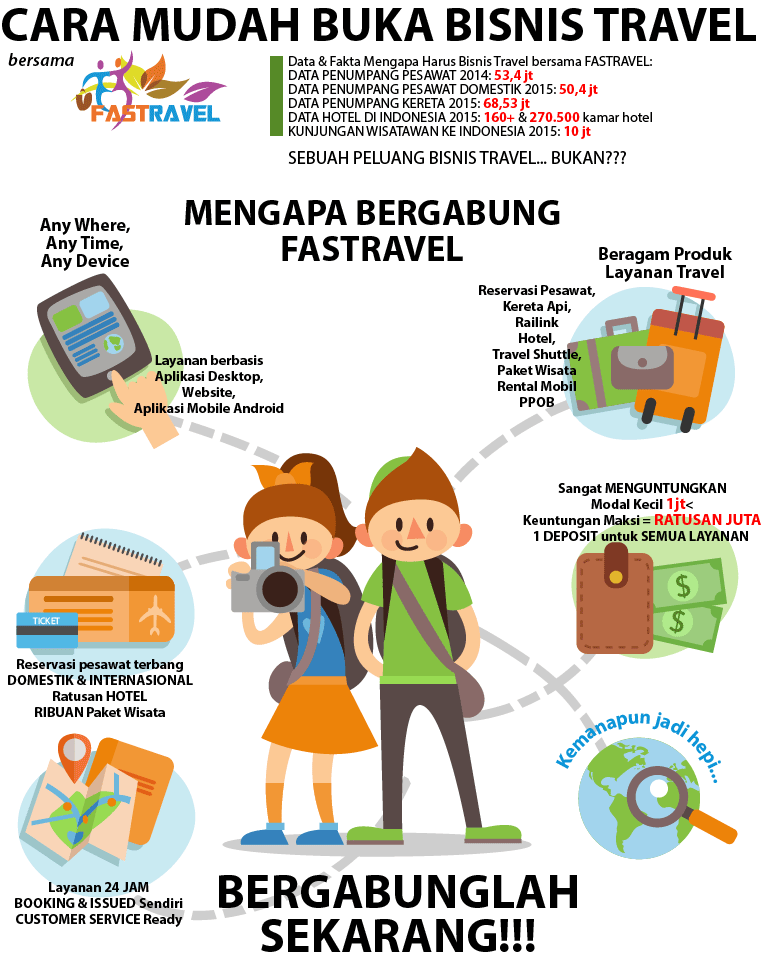 CARA MUDAH BUKA BISNIS TRAVEL
bersama
FASTRAVEL
Data & Fakta Mengapa Harus Bisnis Travel bersama FASTRAVEL:
DATA PENUMPANG PESAWAT 2014: 53,4 jt
DATA PENUMPANG PESAWAT DOMESTIK 2015: 50,4 jt
DATA PENUMPANG KERETA 2015: 68,53 jt
DATA HOTEL DI INDONESIA 2015: 160+ & 270.500 kamar hotel
KUNJUNGAN WISATAWAN KE INDONESIA 2015: 10 jt
SEBUAH PELUANG BISNIS TRAVEL... BUKAN???
MENGAPA BERGABUNG
FASTRAVEL
Any Where,
Any Time,
Any Device
Layanan berbasis
Aplikasi Desktop,
Website,
Aplikasi Mobile Android
Beragam Produk
Layanan Travel
Reservasi Pesawat,
Kereta Api,
Railink
Hotel,
Travel Shuttle,
Paket Wisata
Rental Mobil
PPOB
Sangat MENGUNTUNGKAN
Modal Kecil 1jt<
Keuntungan Maksi = RATUSAN JUTA
1 DEPOSIT untuk SEMUA LAYANAN
$
$
TICKET
Reservasi pesawat terbang
DOMESTIK & INTERNASIONAL
Ratusan HOTEL
RIBUAN Paket Wisata
Kemanapun jadi hepi...
Layanan 24 JAM
BOOKING & ISSUED Sendiri
CUSTOMER SERVICE Ready
BERGABUNGLAH
SEKARANG!!!